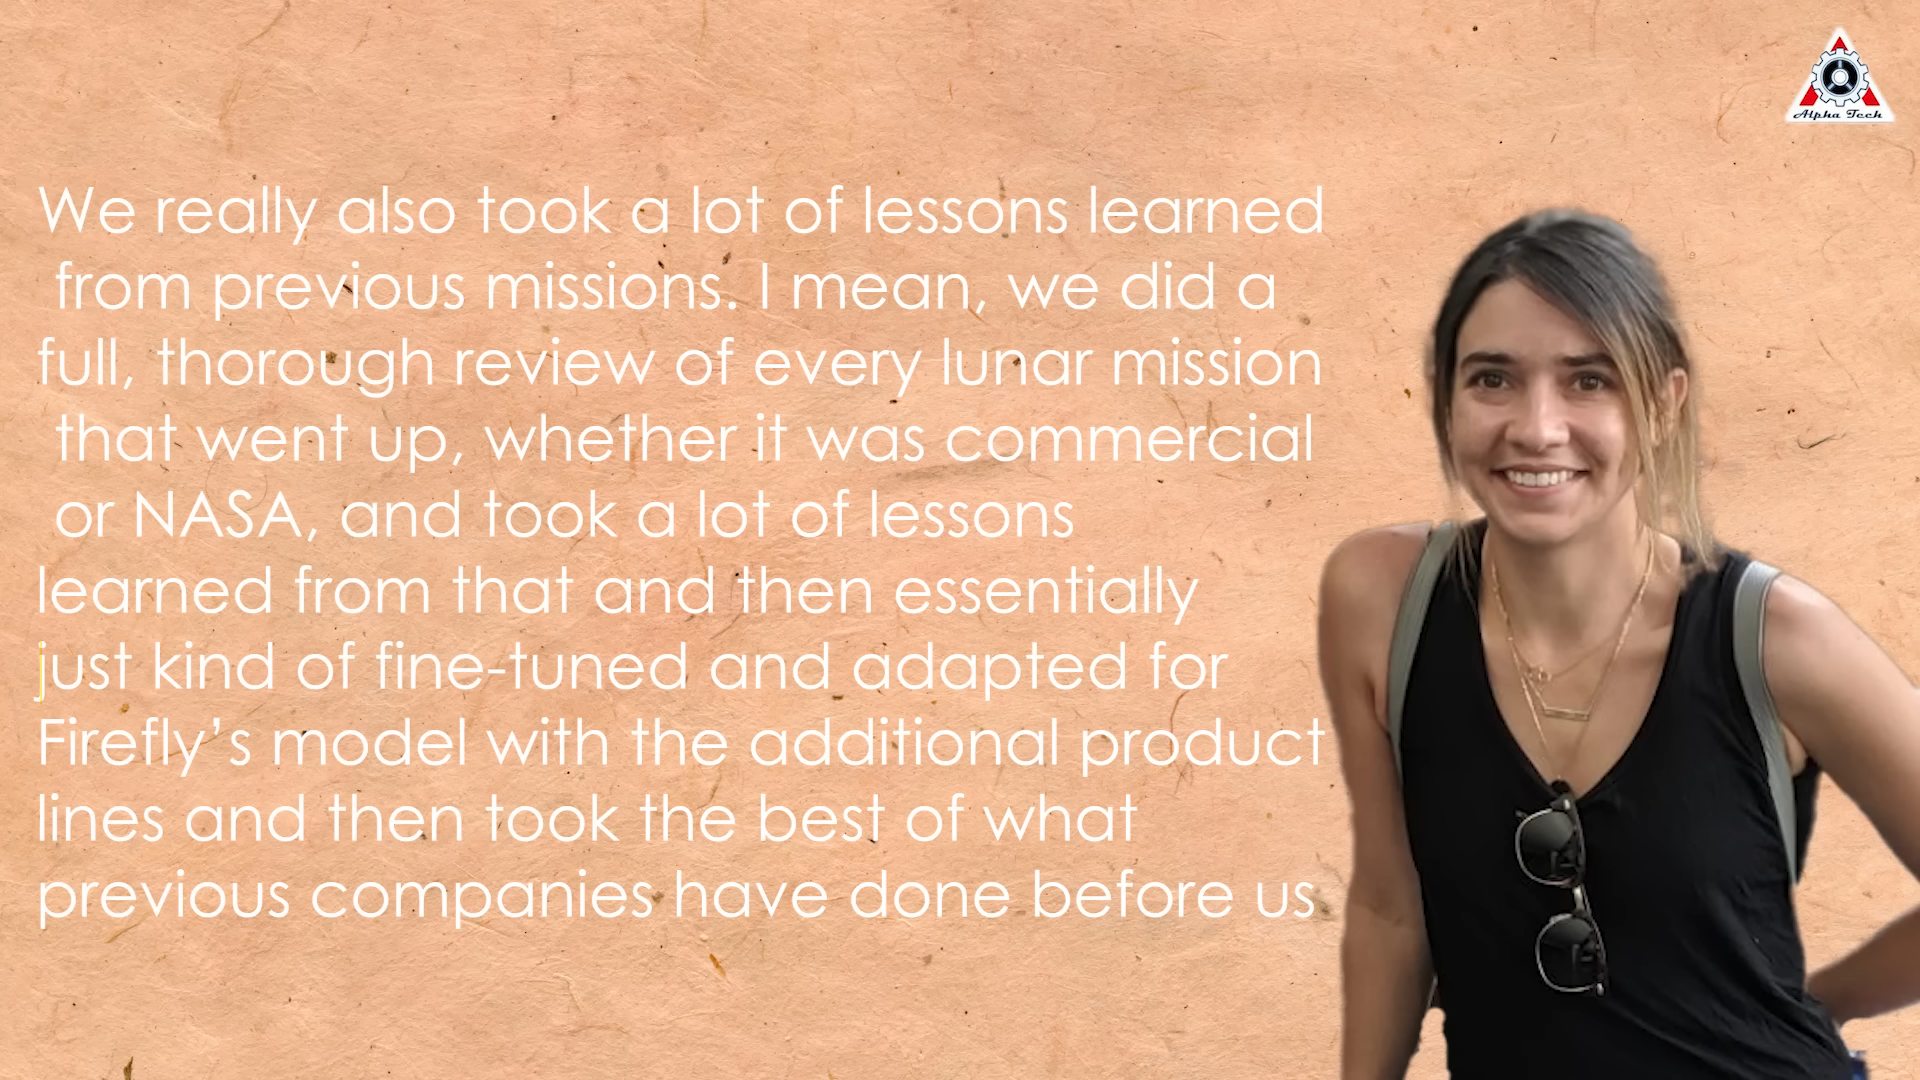 Alpha Tech
We really also took a lot of lessons learned
from previous missions. I mean, we did a
full, thorough review of every lunar mission
that went up, whether it was commercial
or NASA, and took a lot of lessons
learned from that and then essentially
just kind of fine-tuned and adapted for
Firefly’s model with the additional product
lines and then took the best of what
previous companies have done before us